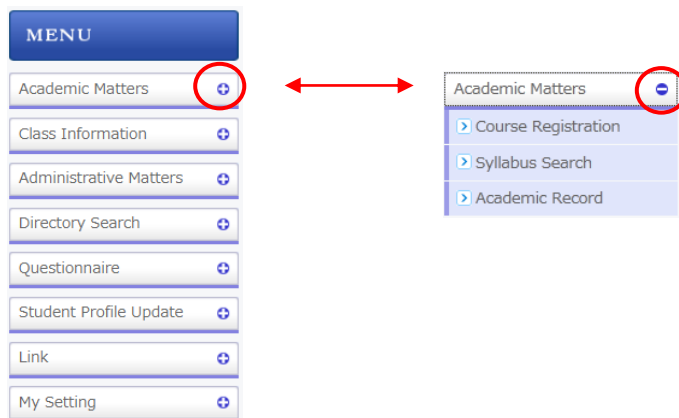 MENU
Academic Matters
Class Information
Administrative Matters
Directory Search
Questionnaire
Student Profile Update
Link
My Setting
Academic Matters
Course Registration
Syllabus Search
Academic Record